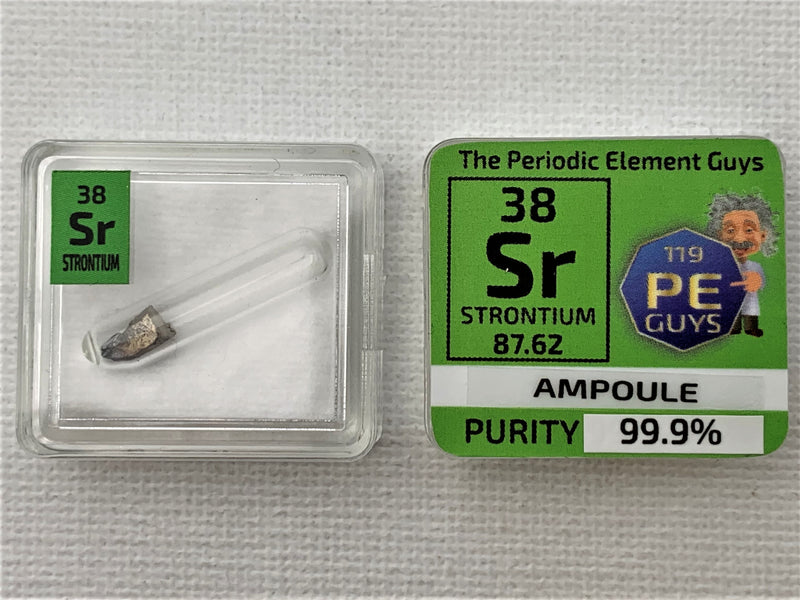 38
Sr
STRONTIUM
The Periodic Element Guys
38
Sr
STRONTIUM
87.62
119
PE
GUYS
AMPOULE
PURITY 99.9%